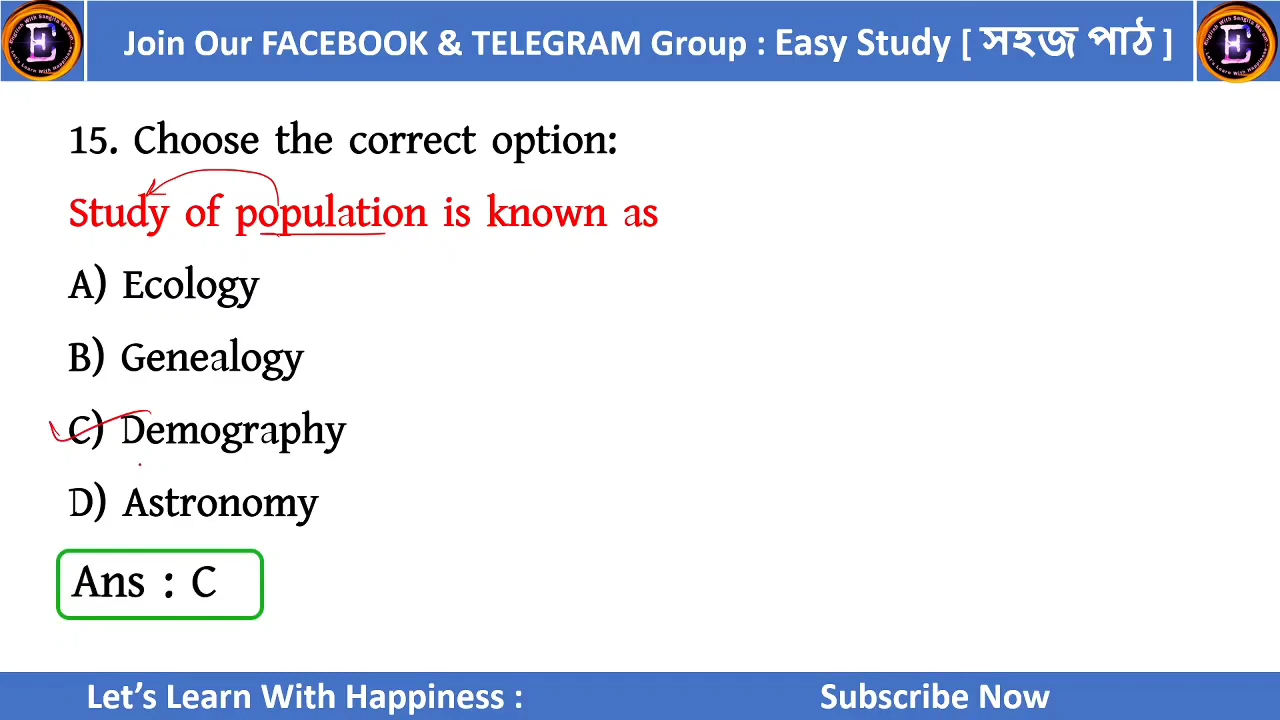 Join Our FACEBOOK & TELEGRAM Group : Easy Study [ সহজ পাঠ ]
15. Choose the correct option:
Study of population is known as
A) Ecology
B) Genealogy
C) Demography
D) Astronomy
Ans : C
Let's Learn With Happiness :
Subscribe Now